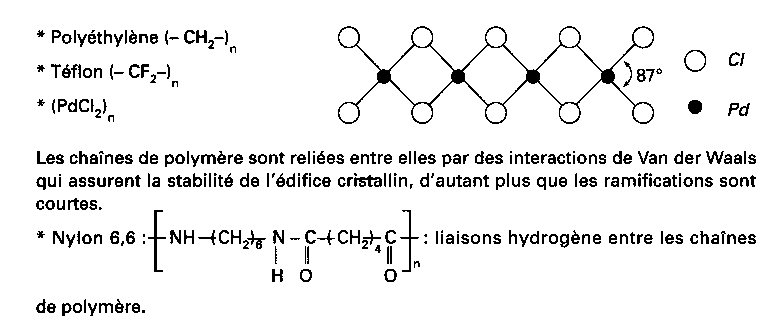 * Polyéthylène (– CH2–)n
* Téflon (– CF2–)n
* (PdCl2)n
87°
Cl
Pd
Les chaînes de polymère sont reliées entre elles par des interactions de Van der Waals
qui assurent la stabilité de l'édifice cristallin, d'autant plus que les ramifications sont
courtes.
* Nylon 6,6 : [NH–(CH2)6 N – C–(CH2)4 C]n : liaisons hydrogène entre les chaînes
H O O
de polymère.